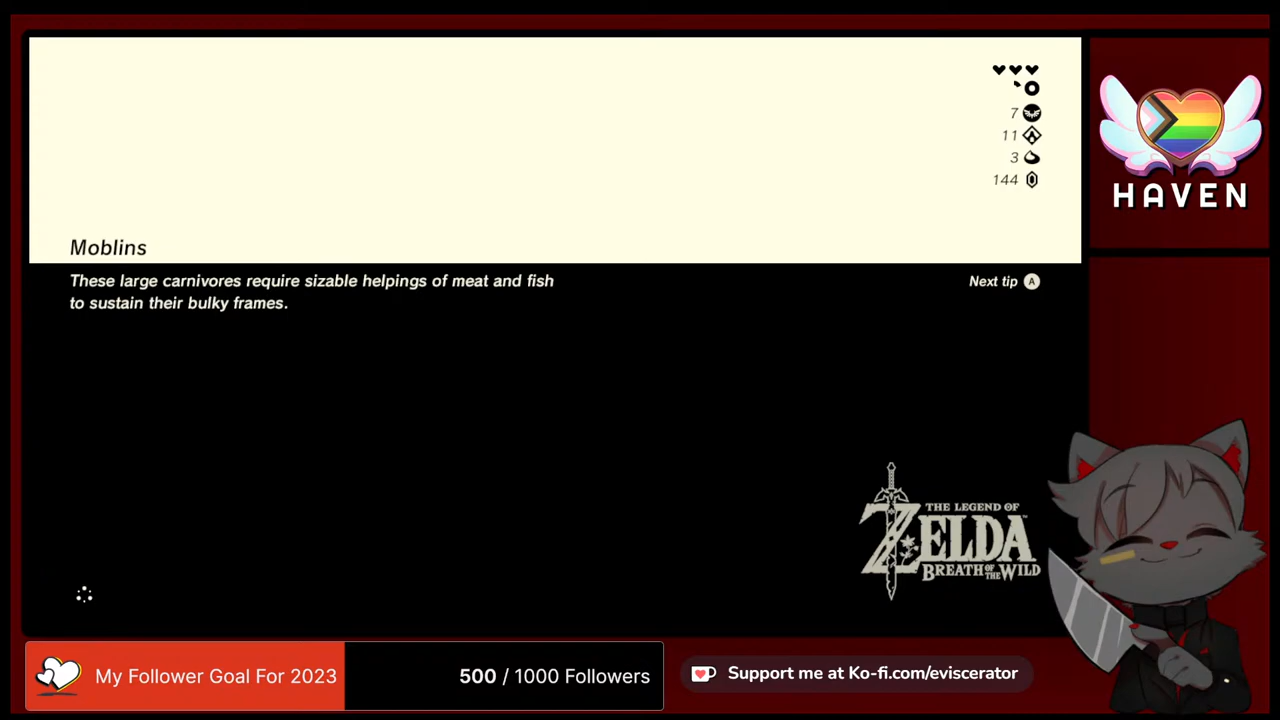 7
11
3
144
HAVEN
Moblins
These large carnivores require sizable helpings of meat and fish
to sustain their bulky frames.
Next tip A
THE LEGEND OF
ZELDA
BREATH OF THE WILD
My Follower Goal For 2023 500 / 1000 Followers
Support me at Ko-fi.com/eviscerator